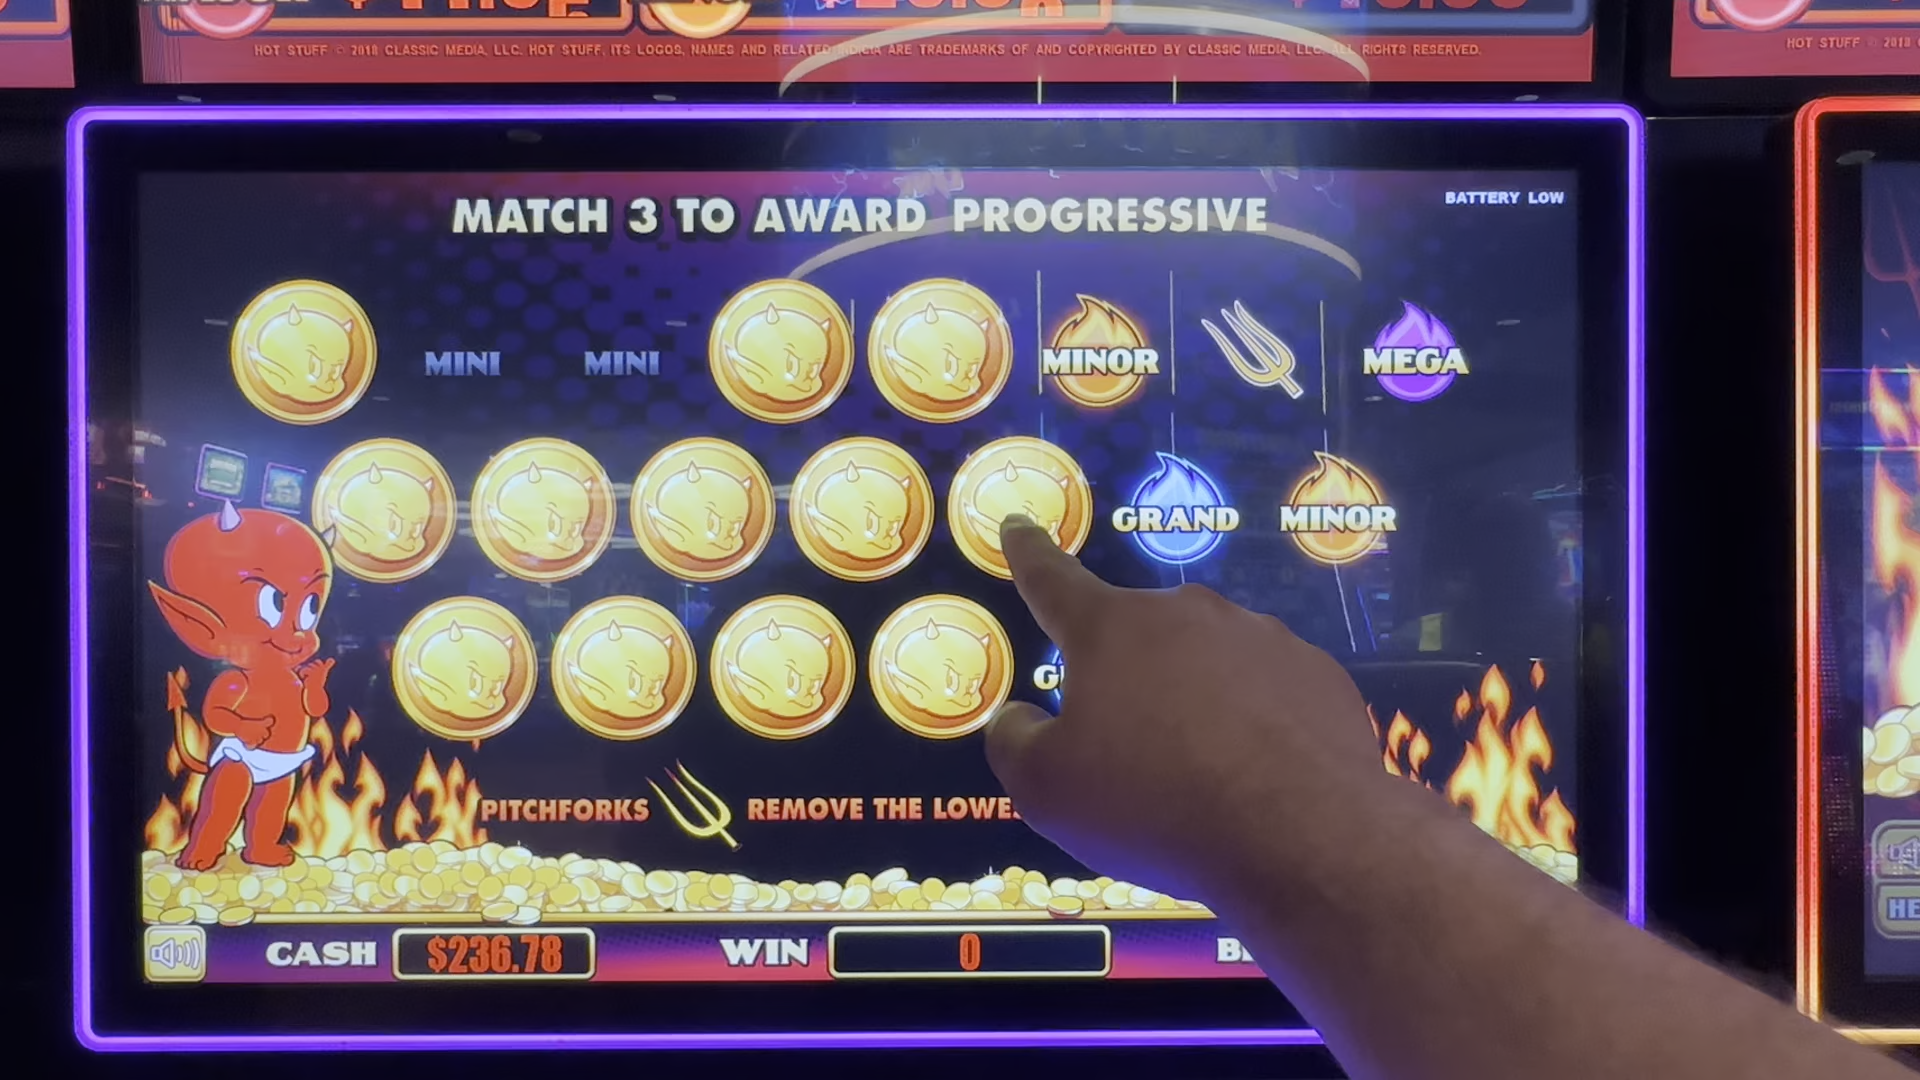 HOT STUFF © 2018 CLASSIC MEDIA, LLC. HOT STUFF, ITS LOGOS, NAMES AND RELATED INDICIA ARE TRADEMARKS OF AND COPYRIGHTED BY CLASSIC MEDIA, LLC. ALL RIGHTS RESERVED.
HOT STUFF © 2018
MATCH 3 TO AWARD PROGRESSIVE
BATTERY LOW
MINI MINI MINOR MEGA
GRAND MINOR
PITCHFORKS REMOVE THE
CASH $236.78 WIN 0